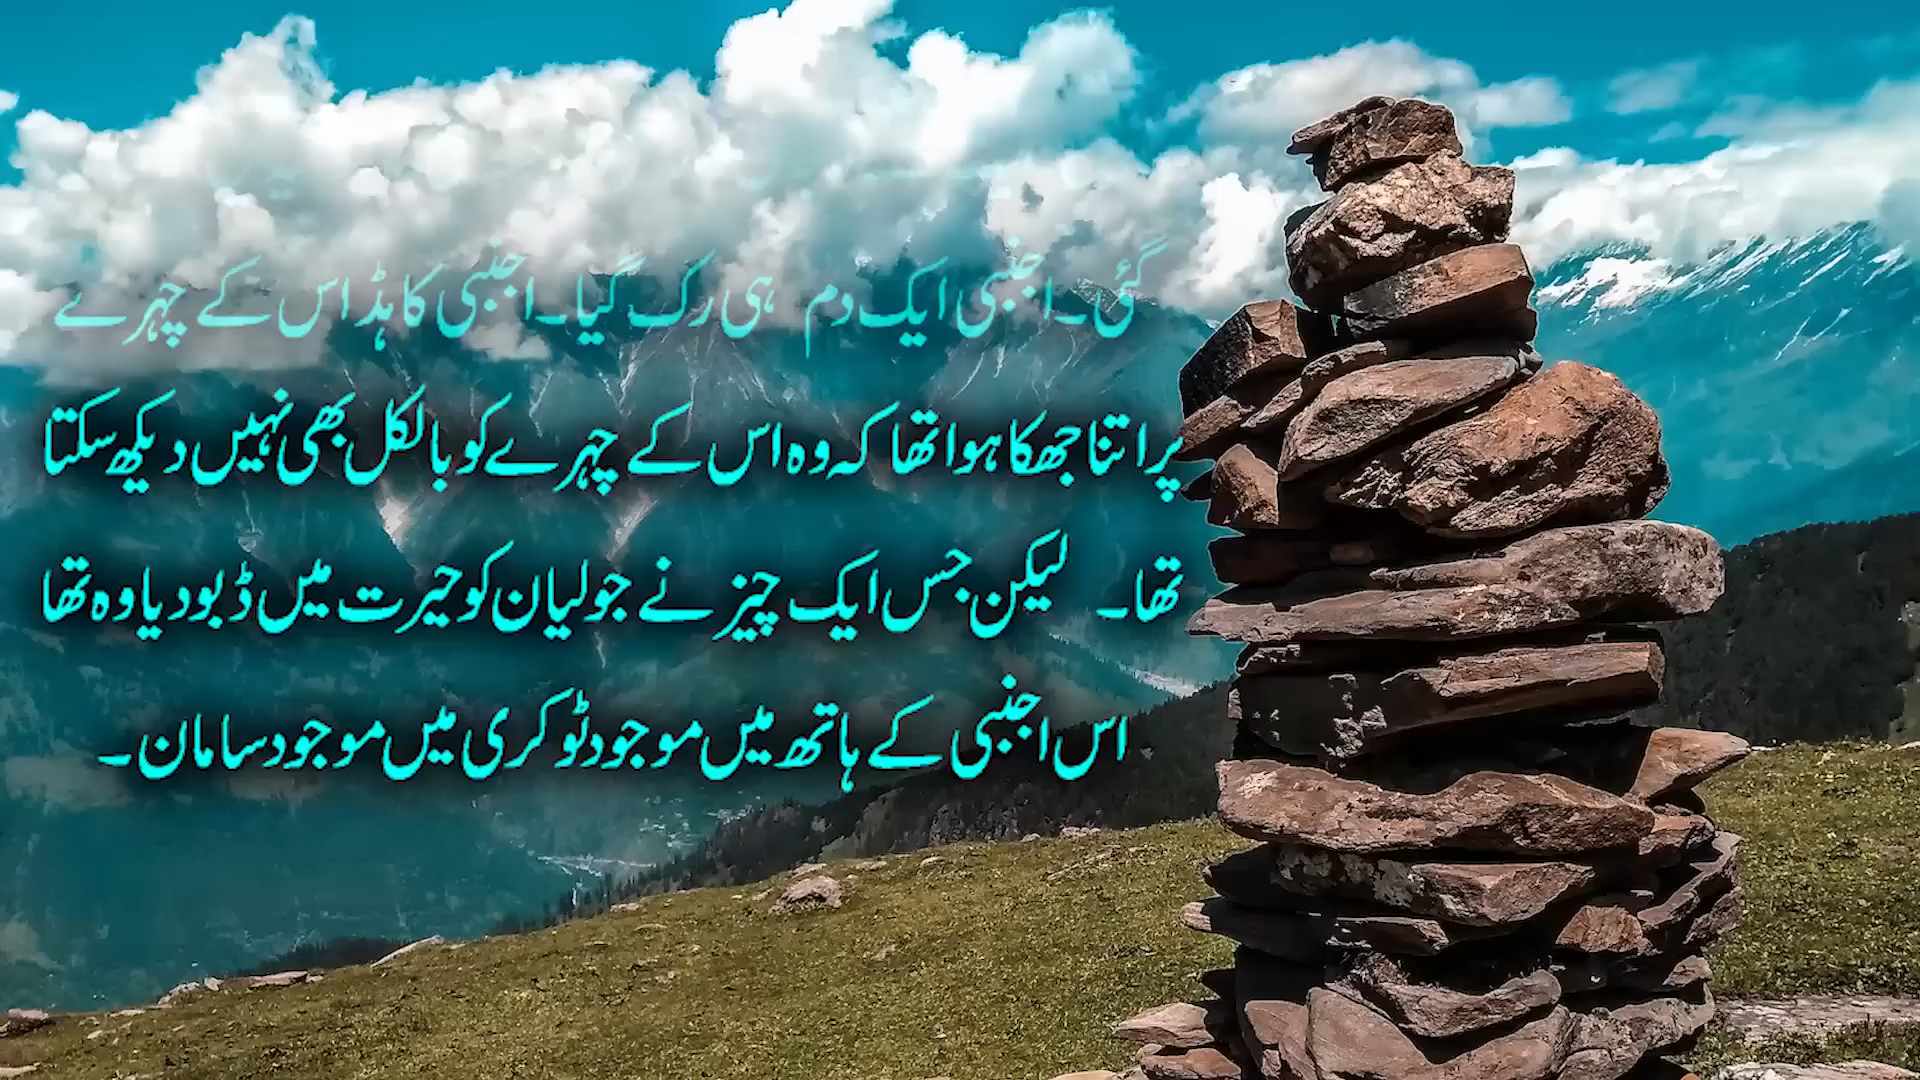 گئی۔ اجنبی ایک دم ہی رک گیا۔ اجنبی کا ہڈ اس کے چہرے
پر اتنا جھکا ہوا تھا کہ وہ اس کے چہرے کو بالکل بھی نہیں دیکھ سکتا
تھا۔ لیکن جس ایک چیز نے جولیان کو حیرت میں ڈبو دیا وہ تھا
اس اجنبی کے ہاتھ میں موجود ٹوکری میں موجود سامان۔